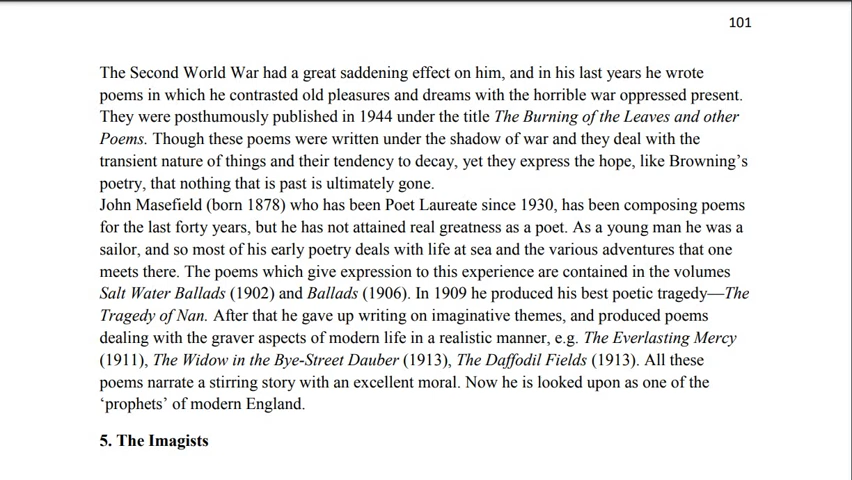 101
The Second World War had a great saddening effect on him, and in his last years he wrote
poems in which he contrasted old pleasures and dreams with the horrible war oppressed present.
They were posthumously published in 1944 under the title The Burning of the Leaves and other
Poems. Though these poems were written under the shadow of war and they deal with the
transient nature of things and their tendency to decay, yet they express the hope, like Browning’s
poetry, that nothing that is past is ultimately gone.
John Masefield (born 1878) who has been Poet Laureate since 1930, has been composing poems
for the last forty years, but he has not attained real greatness as a poet. As a young man he was a
sailor, and so most of his early poetry deals with life at sea and the various adventures that one
meets there. The poems which give expression to this experience are contained in the volumes
Salt Water Ballads (1902) and Ballads (1906). In 1909 he produced his best poetic tragedy—The
Tragedy of Nan. After that he gave up writing on imaginative themes, and produced poems
dealing with the graver aspects of modern life in a realistic manner, e.g. The Everlasting Mercy
(1911), The Widow in the Bye-Street Dauber (1913), The Daffodil Fields (1913). All these
poems narrate a stirring story with an excellent moral. Now he is looked upon as one of the
‘prophets’ of modern England.
5. The Imagists